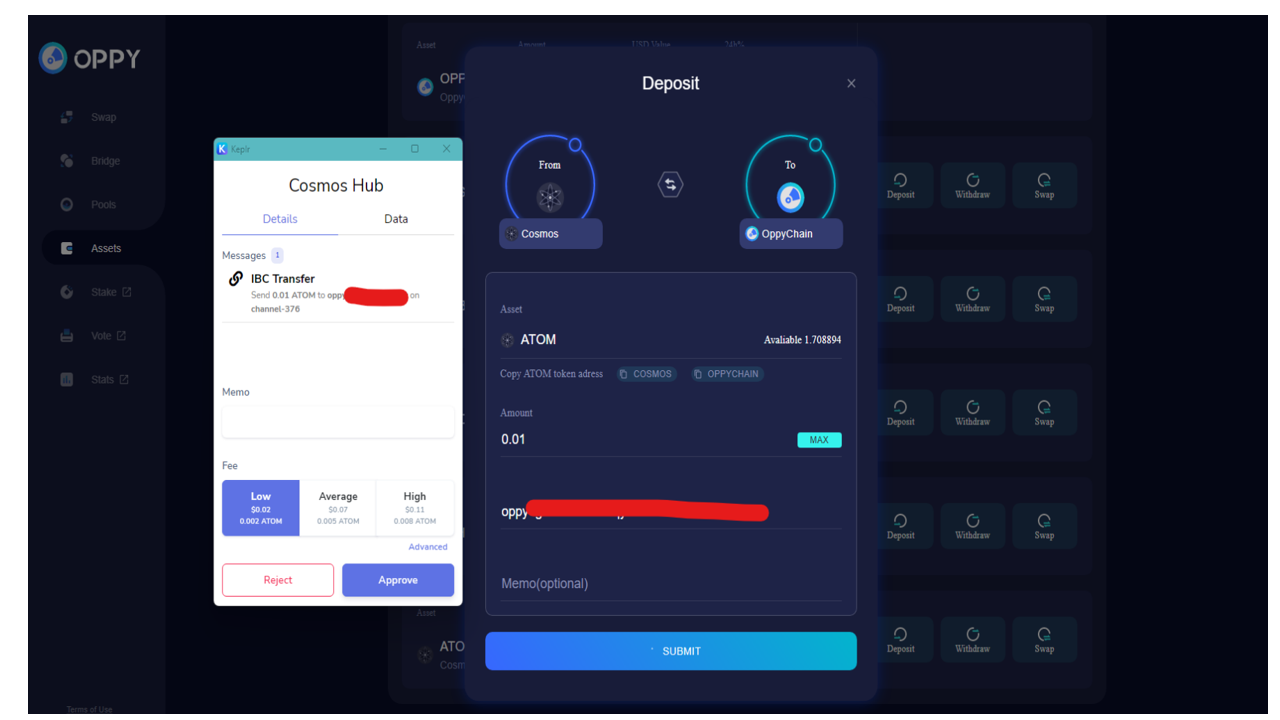 OPPY
Swap
Bridge
Pools
Assets
Stake
Vote
Stats
Terms of Use
Asset Amount USD Value 24h%
OPP
Oppy
Keplr
Cosmos Hub
Details Data
Messages 1
IBC Transfer
Send 0.01 ATOM to oppy on
channel-376
Memo
Fee
Low Average High
$0.02 $0.07 $0.11
0.002 ATOM 0.005 ATOM 0.008 ATOM
Advanced
Reject Approve
Deposit
From To
Cosmos OppyChain
Asset
ATOM Avaliable 1.708894
Copy ATOM token adress COSMOS OPPYCHAIN
Amount
0.01 MAX
oppy
Memo(optional)
SUBMIT
Deposit Withdraw Swap
Deposit Withdraw Swap
Deposit Withdraw Swap
Deposit Withdraw Swap
Asset
ATO
Cosm
Deposit Withdraw Swap